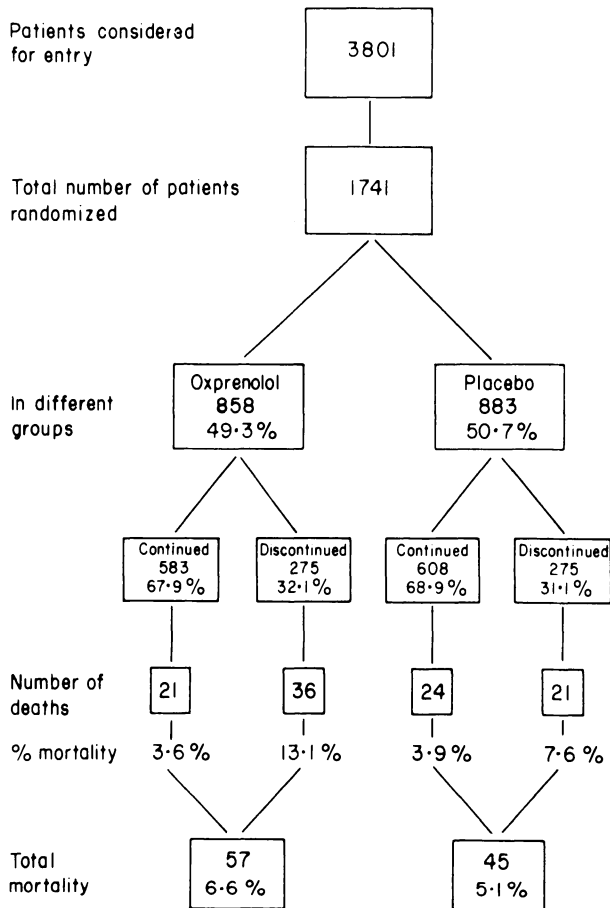 Patients considered
for entry
3801
Total number of patients
randomized
1741
In different
groups
Oxprenolol
858
49·3%
Placebo
883
50·7%
Continued
583
67·9%
Discontinued
275
32·1%
Continued
608
68·9%
Discontinued
275
31·1%
Number of
deaths
21
36
24
21
% mortality
3·6%
13·1%
3·9%
7·6%
Total
mortality
57
6·6%
45
5·1%